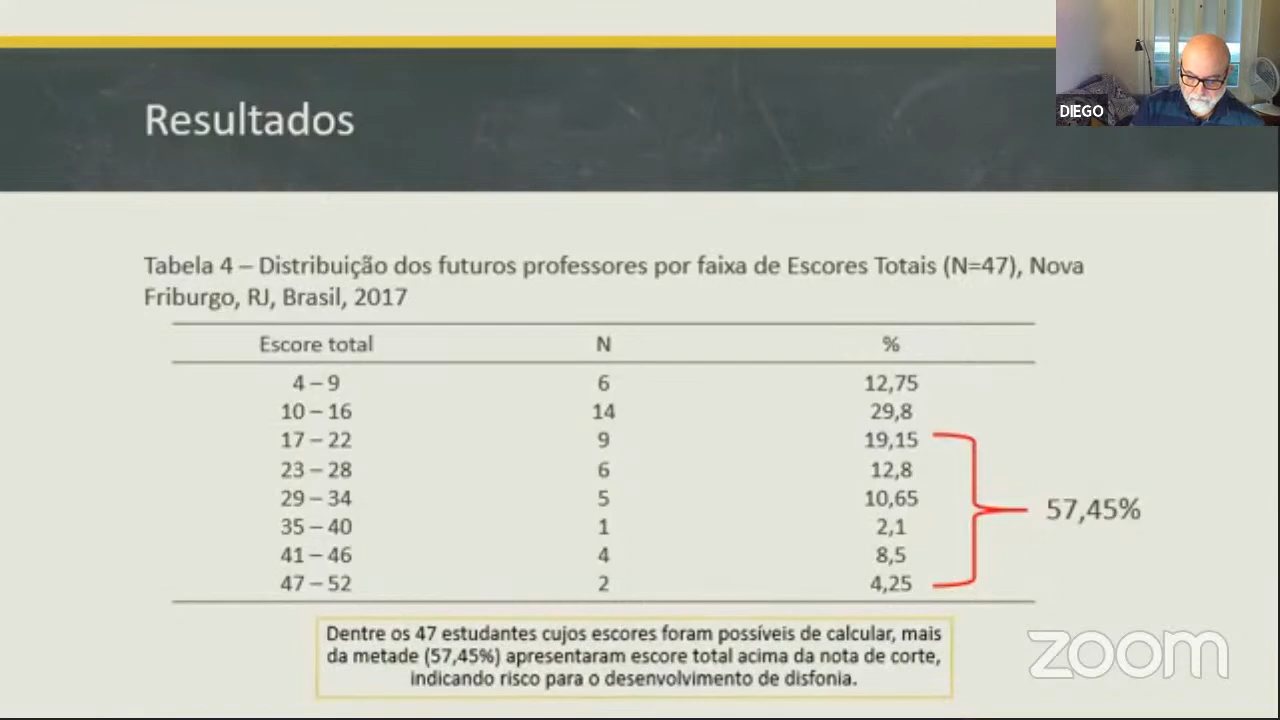 Resultados
DIEGO
Tabela 4 – Distribuição dos futuros professores por faixa de Escores Totais (N=47), Nova
Friburgo, RJ, Brasil, 2017
Escore total N %
4 – 9 6 12,75
10 – 16 14 29,8
17 – 22 9 19,15
23 – 28 6 12,8
29 – 34 5 10,65
35 – 40 1 2,1
41 – 46 4 8,5
47 – 52 2 4,25
57,45%
Dentre os 47 estudantes cujos escores foram possíveis de calcular, mais
da metade (57,45%) apresentaram escore total acima da nota de corte,
indicando risco para o desenvolvimento de disfonia.
zoom